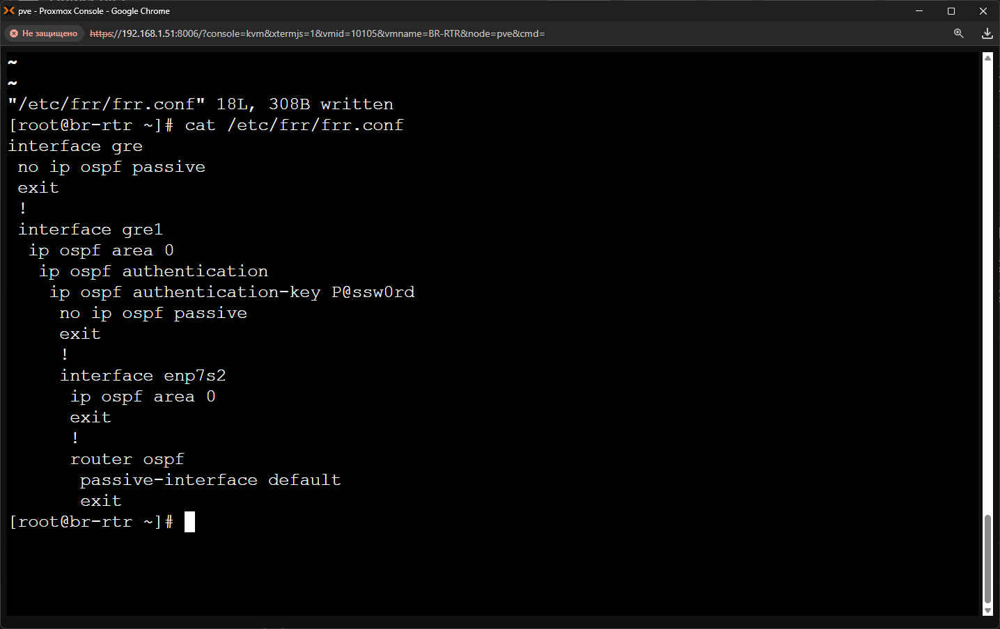 pve - Proxmox Console - Google Chrome
Не защищено https://192.168.1.51:8006/?console=kvm&xtermjs=1&vmid=10105&vmname=BR-RTR&node=pve&cmd=
~
~
"/etc/frr/frr.conf" 18L, 308B written
[root@br-rtr ~]# cat /etc/frr/frr.conf
interface gre
 no ip ospf passive
 exit
 !
 interface gre1
  ip ospf area 0
   ip ospf authentication
    ip ospf authentication-key P@ssw0rd
     no ip ospf passive
     exit
     !
     interface enp7s2
      ip ospf area 0
      exit
      !
      router ospf
       passive-interface default
       exit
[root@br-rtr ~]#